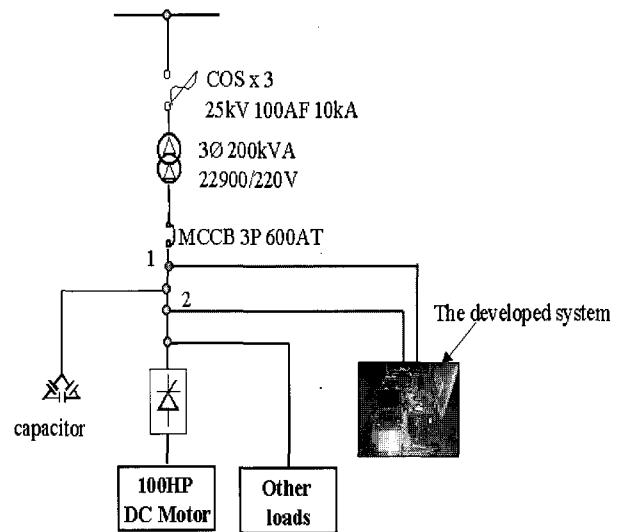 COS x 3
25kV 100AF 10kA
3Ø 200kVA
22900/220V
MCCB 3P 600AT
1
2
The developed system
capacitor
100HP
DC Motor
Other
loads